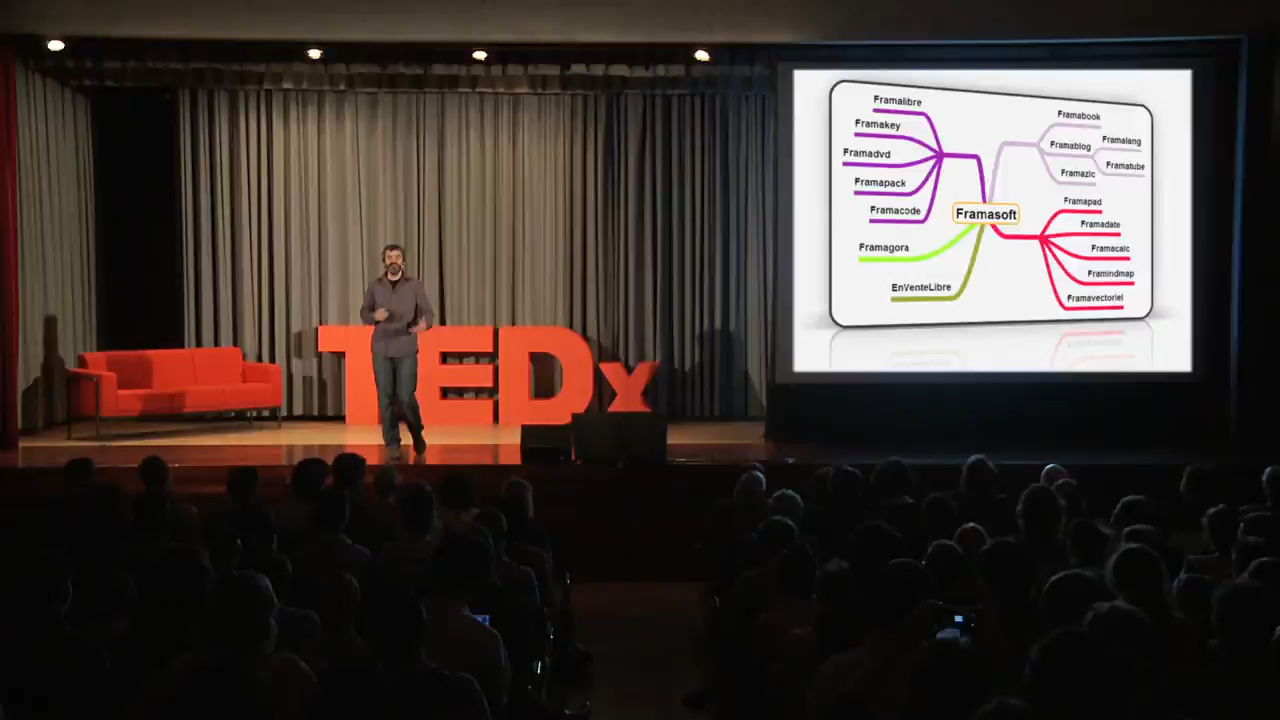 TEDx
Framalibre
Framakey
Framadvd
Framapack
Framacode
Framagora
EnVenteLibre
Framasoft
Framabook
Framablog
Framalang
Framatube
Framazic
Framapad
Framadate
Framacalc
Framindmap
Framavectoriel